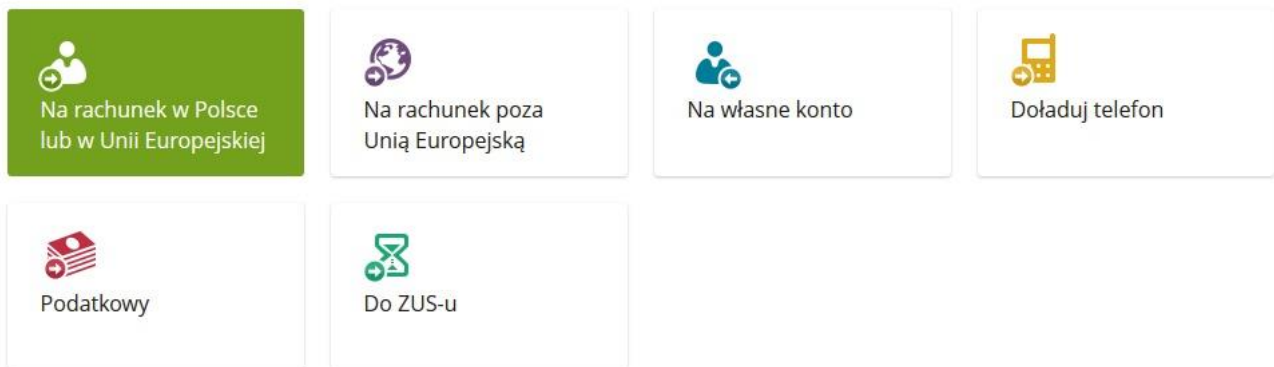 Na rachunek w Polsce
lub w Unii Europejskiej
Na rachunek poza
Unią Europejską
Na własne konto
Doładuj telefon
Podatkowy
Do ZUS-u